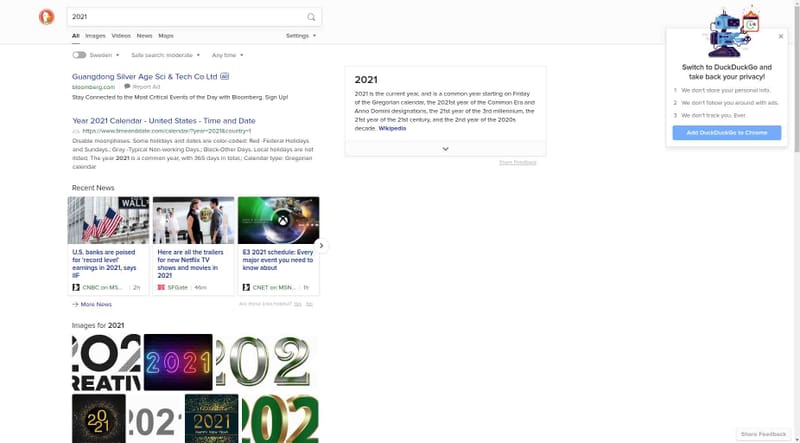 2021
All Images Videos News Maps Settings
Sweden Safe search: moderate Any time
Guangdong Silver Age Sci & Tech Co Ltd Ad
bloomberg.com Report Ad
Stay Connected to the Most Critical Events of the Day with Bloomberg. Sign Up!
Year 2021 Calendar - United States - Time and Date
https://www.timeanddate.com/calendar/?year=2021&country=1
Disable moonphases. Some holidays and dates are color-coded: Red -Federal Holidays
and Sundays.; Gray -Typical Non-working Days.; Black-Other Days. Local holidays are not
listed. The year 2021 is a common year, with 365 days in total.; Calendar type: Gregorian
calendar
Recent News
WALL
U.S. banks are poised
for 'record level'
earnings in 2021, says
IIF
CNBC on MS... 2h
Here are all the trailers
for new Netflix TV
shows and movies in
2021
SFGate 46m
E3 2021 schedule: Every
major event you need to
know about
CNET on MSN... 1h
More News
Are these links helpful? Yes No
Images for 2021
2021
CREATIV
2021
202
2021
2021
2021
HAPPY NEW YEAR
202
2021
2021 is the current year, and is a common year starting on Friday
of the Gregorian calendar, the 2021st year of the Common Era and
Anno Domini designations, the 21st year of the 3rd millennium, the
21st year of the 21st century, and the 2nd year of the 2020s
decade. Wikipedia
Share Feedback
Switch to DuckDuckGo and
take back your privacy!
1 We don't store your personal info.
2 We don't follow you around with ads.
3 We don't track you. Ever.
Add DuckDuckGo to Chrome
Share Feedback